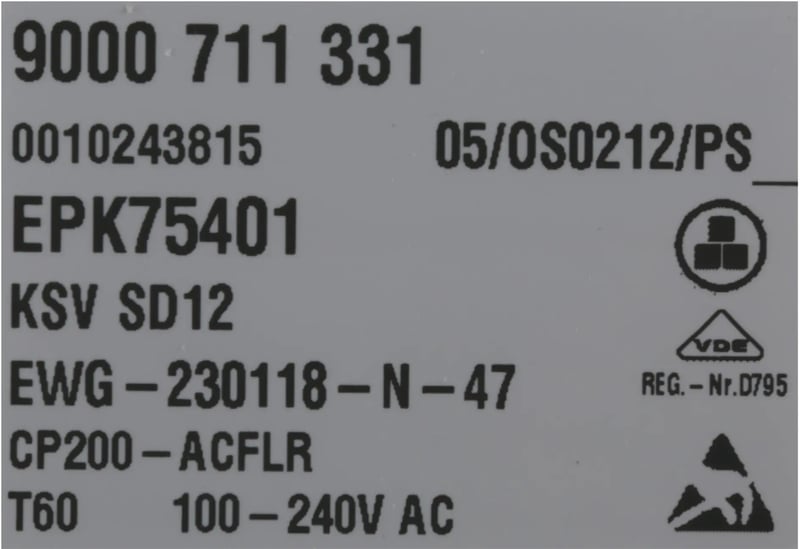 9000 711 331
0010243815 05/OS0212/PS
EPK75401
KSV SD12
EWG-230118-N-47
VDE
REG.-Nr.D795
CP200-ACFLR
T60 100-240V AC